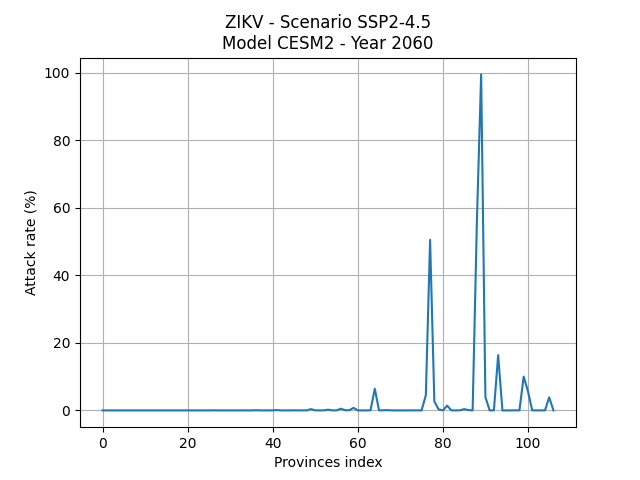 ZIKV - Scenario SSP2-4.5
Model CESM2 - Year 2060
Attack rate (%)
100
80
60
40
20
0
0 20 40 60 80 100
Provinces index